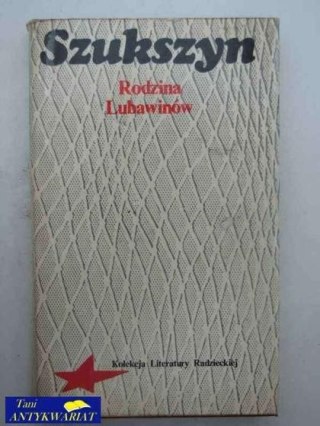 Szukszyn
Rodzina
Lubawinów
Kolekcja Literatury Radzieckiej
Tani
ANTYKWARIAT